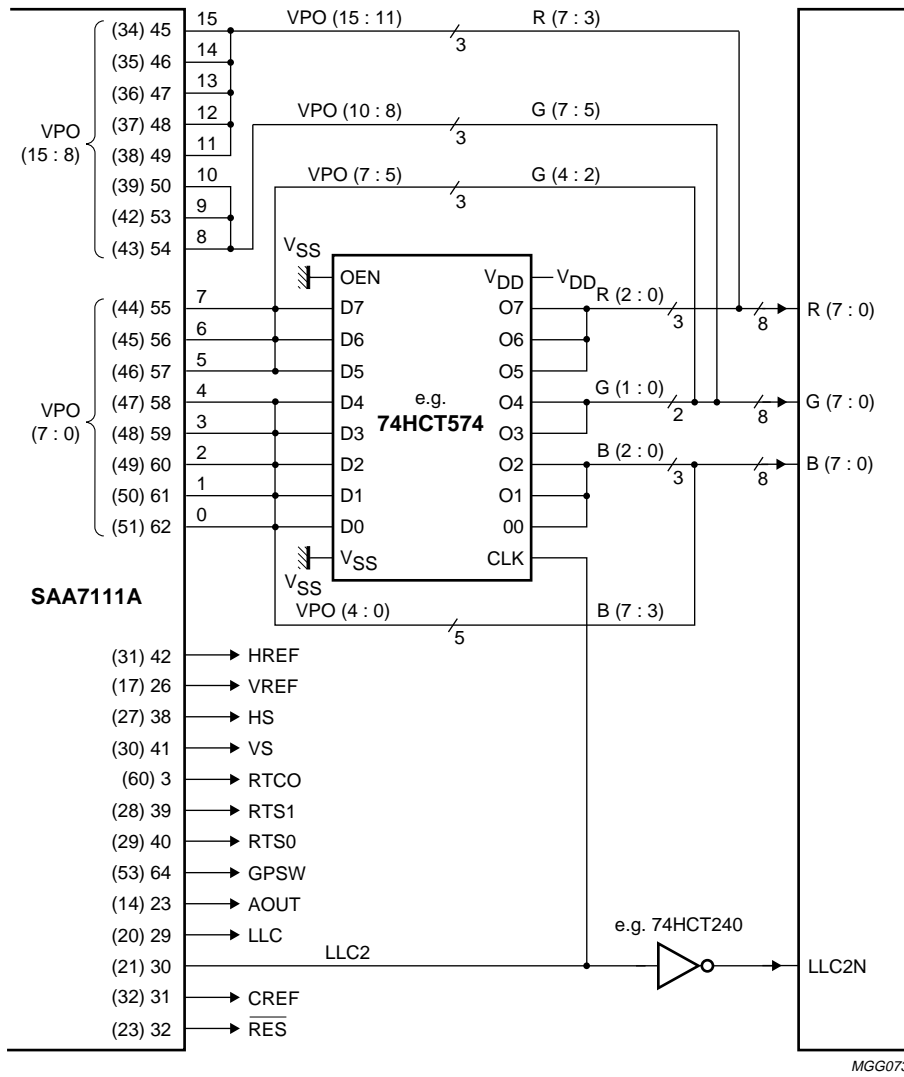 (34) 45 15 VPO (15 : 11) 3 R (7 : 3)
(35) 46 14
(36) 47 13
(37) 48 12 VPO (10 : 8) 3 G (7 : 5)
VPO
(15 : 8)
(38) 49 11
(39) 50 10 VPO (7 : 5) 3 G (4 : 2)
(42) 53 9
(43) 54 8
VSS OEN VDD VDD
(44) 55 7 D7 O7 R (2 : 0) 3 8 R (7 : 0)
(45) 56 6 D6 O6
(46) 57 5 D5 O5
(47) 58 4 D4 O4 G (1 : 0) 2 8 G (7 : 0)
e.g.
74HCT574
VPO
(7 : 0)
(48) 59 3 D3 O3
(49) 60 2 D2 O2 B (2 : 0) 3 8 B (7 : 0)
(50) 61 1 D1 O1
(51) 62 0 D0 00
VSS VSS CLK
SAA7111A
VPO (4 : 0) 5 B (7 : 3)
(31) 42 HREF
(17) 26 VREF
(27) 38 HS
(30) 41 VS
(60) 3 RTCO
(28) 39 RTS1
(29) 40 RTS0
(53) 64 GPSW
(14) 23 AOUT
(20) 29 LLC
e.g. 74HCT240
(21) 30 LLC2 LLC2N
(32) 31 CREF
(23) 32 RES
MGG073